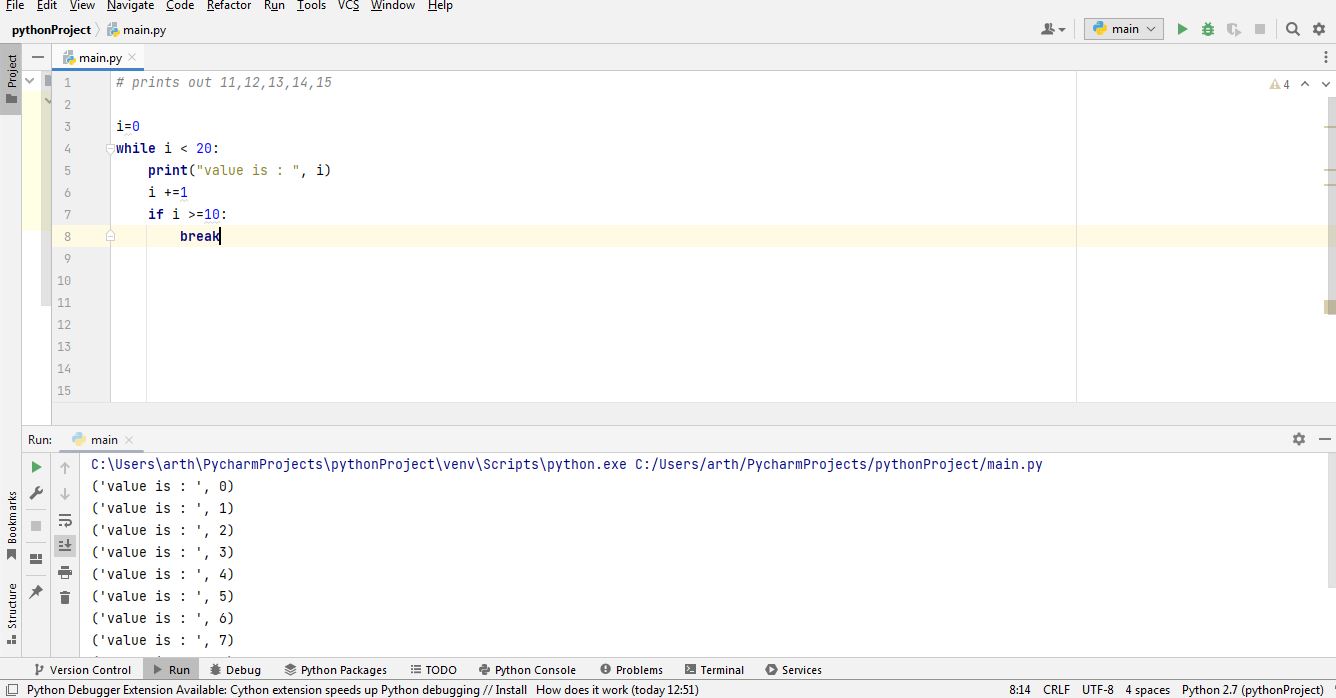 File Edit View Navigate Code Refactor Run Tools VCS Window Help
pythonProject main.py main
Project
main.py
1 # prints out 11,12,13,14,15 4
2
3 i=0
4 while i < 20:
5 print("value is : ", i)
6 i +=1
7 if i >=10:
8 break
9
10
11
12
13
14
15
Run: main
C:\Users\arth\PycharmProjects\pythonProject\venv\Scripts\python.exe C:/Users/arth/PycharmProjects/pythonProject/main.py
('value is : ', 0)
('value is : ', 1)
('value is : ', 2)
('value is : ', 3)
('value is : ', 4)
('value is : ', 5)
('value is : ', 6)
('value is : ', 7)
Bookmarks
Structure
Version Control Run Debug Python Packages TODO Python Console Problems Terminal Services
Python Debugger Extension Available: Cython extension speeds up Python debugging // Install How does it work (today 12:51) 8:14 CRLF UTF-8 4 spaces Python 2.7 (pythonProject)